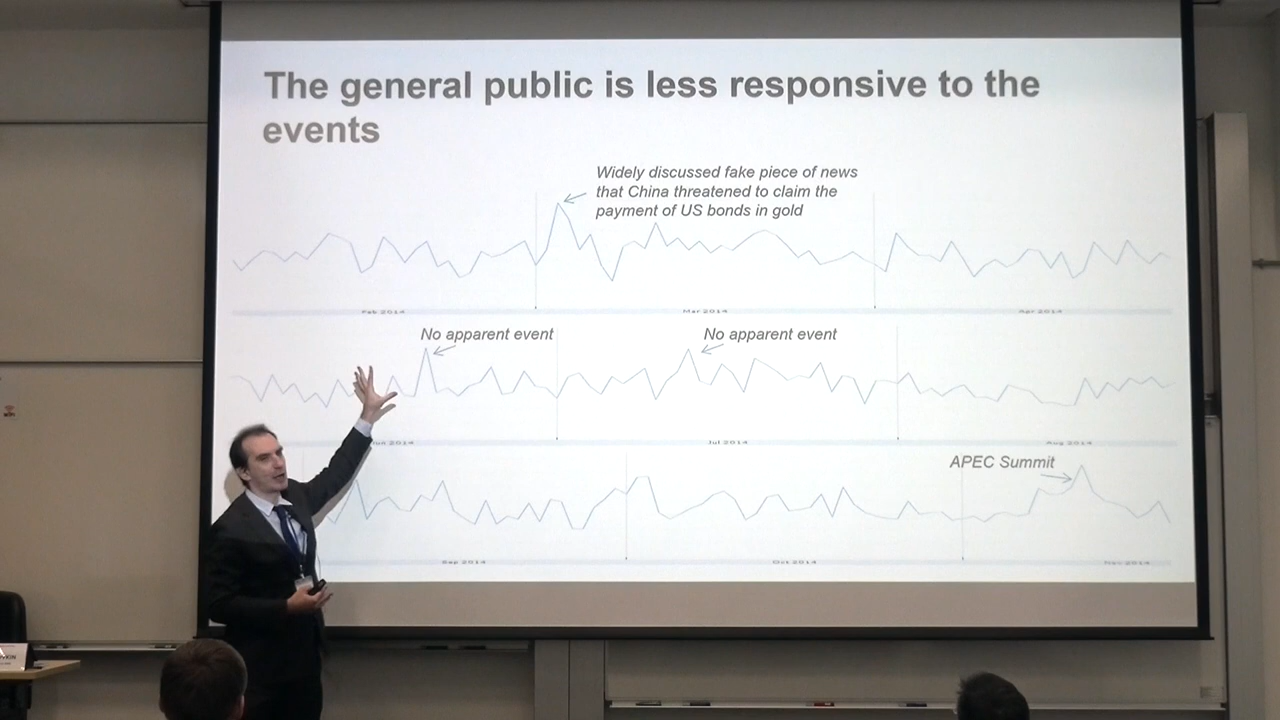 The general public is less responsive to the
events
Widely discussed fake piece of news
that China threatened to claim the
payment of US bonds in gold
Feb 2014
Mar 2014
Apr 2014
No apparent event
No apparent event
Jun 2014
Jul 2014
Aug 2014
APEC Summit
Sep 2014
Oct 2014
Nov 2014